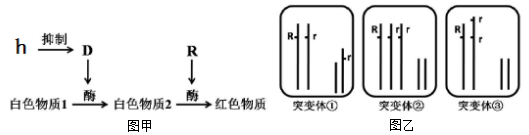 h 抑制 D R
酶 酶
白色物质1 白色物质2 红色物质
图甲
R r r
R r r
R r r
突变体① 突变体② 突变体③
图乙